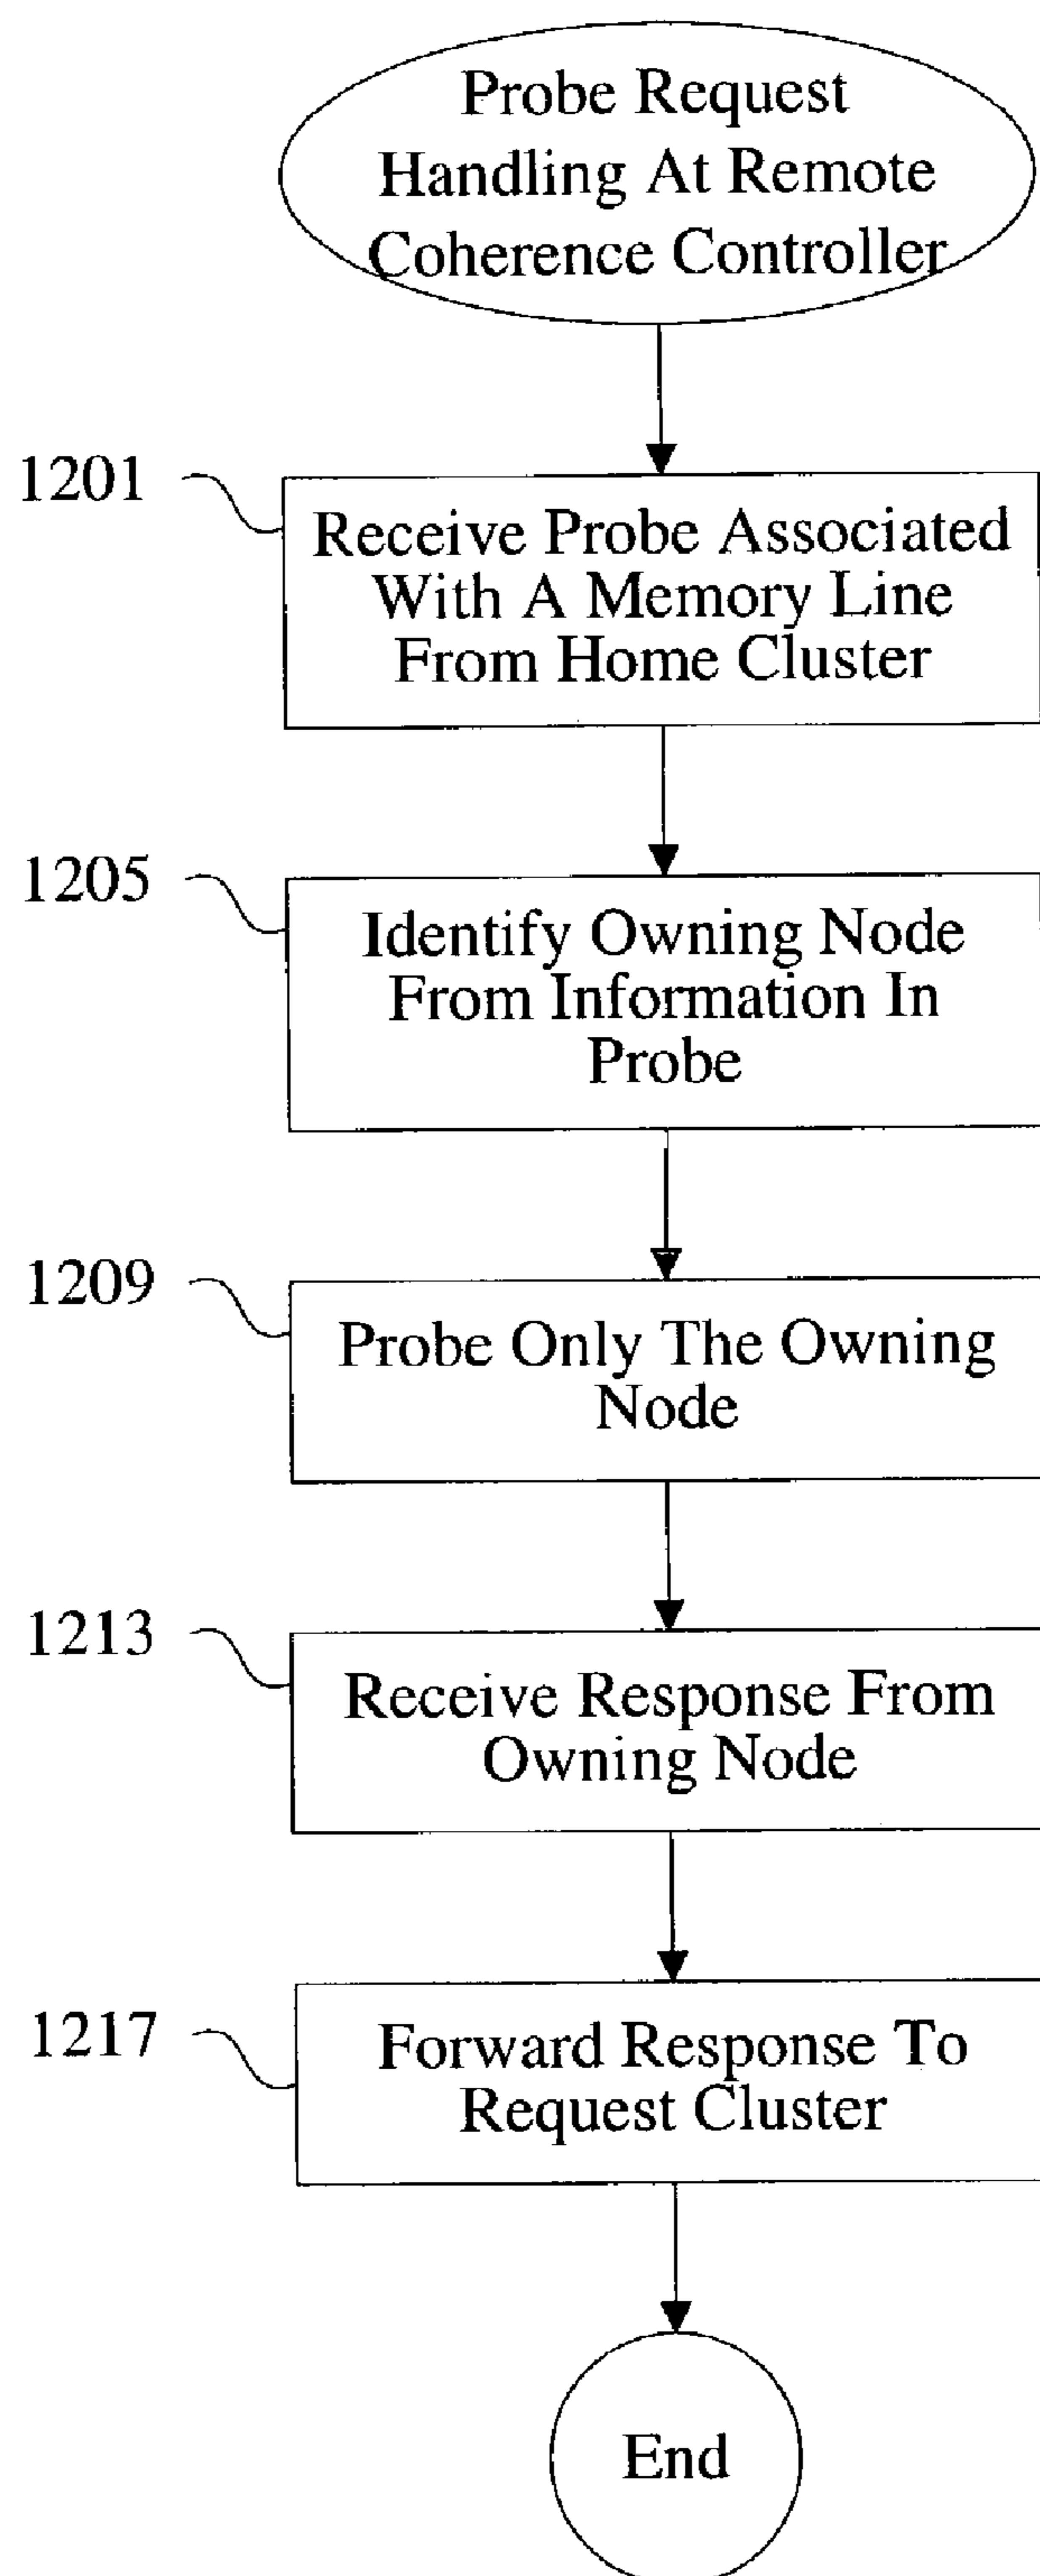 Probe Request
Handling At Remote
Coherence Controller
1201
Receive Probe Associated
With A Memory Line
From Home Cluster
1205
Identify Owning Node
From Information In
Probe
1209
Probe Only The Owning
Node
1213
Receive Response From
Owning Node
1217
Forward Response To
Request Cluster
End